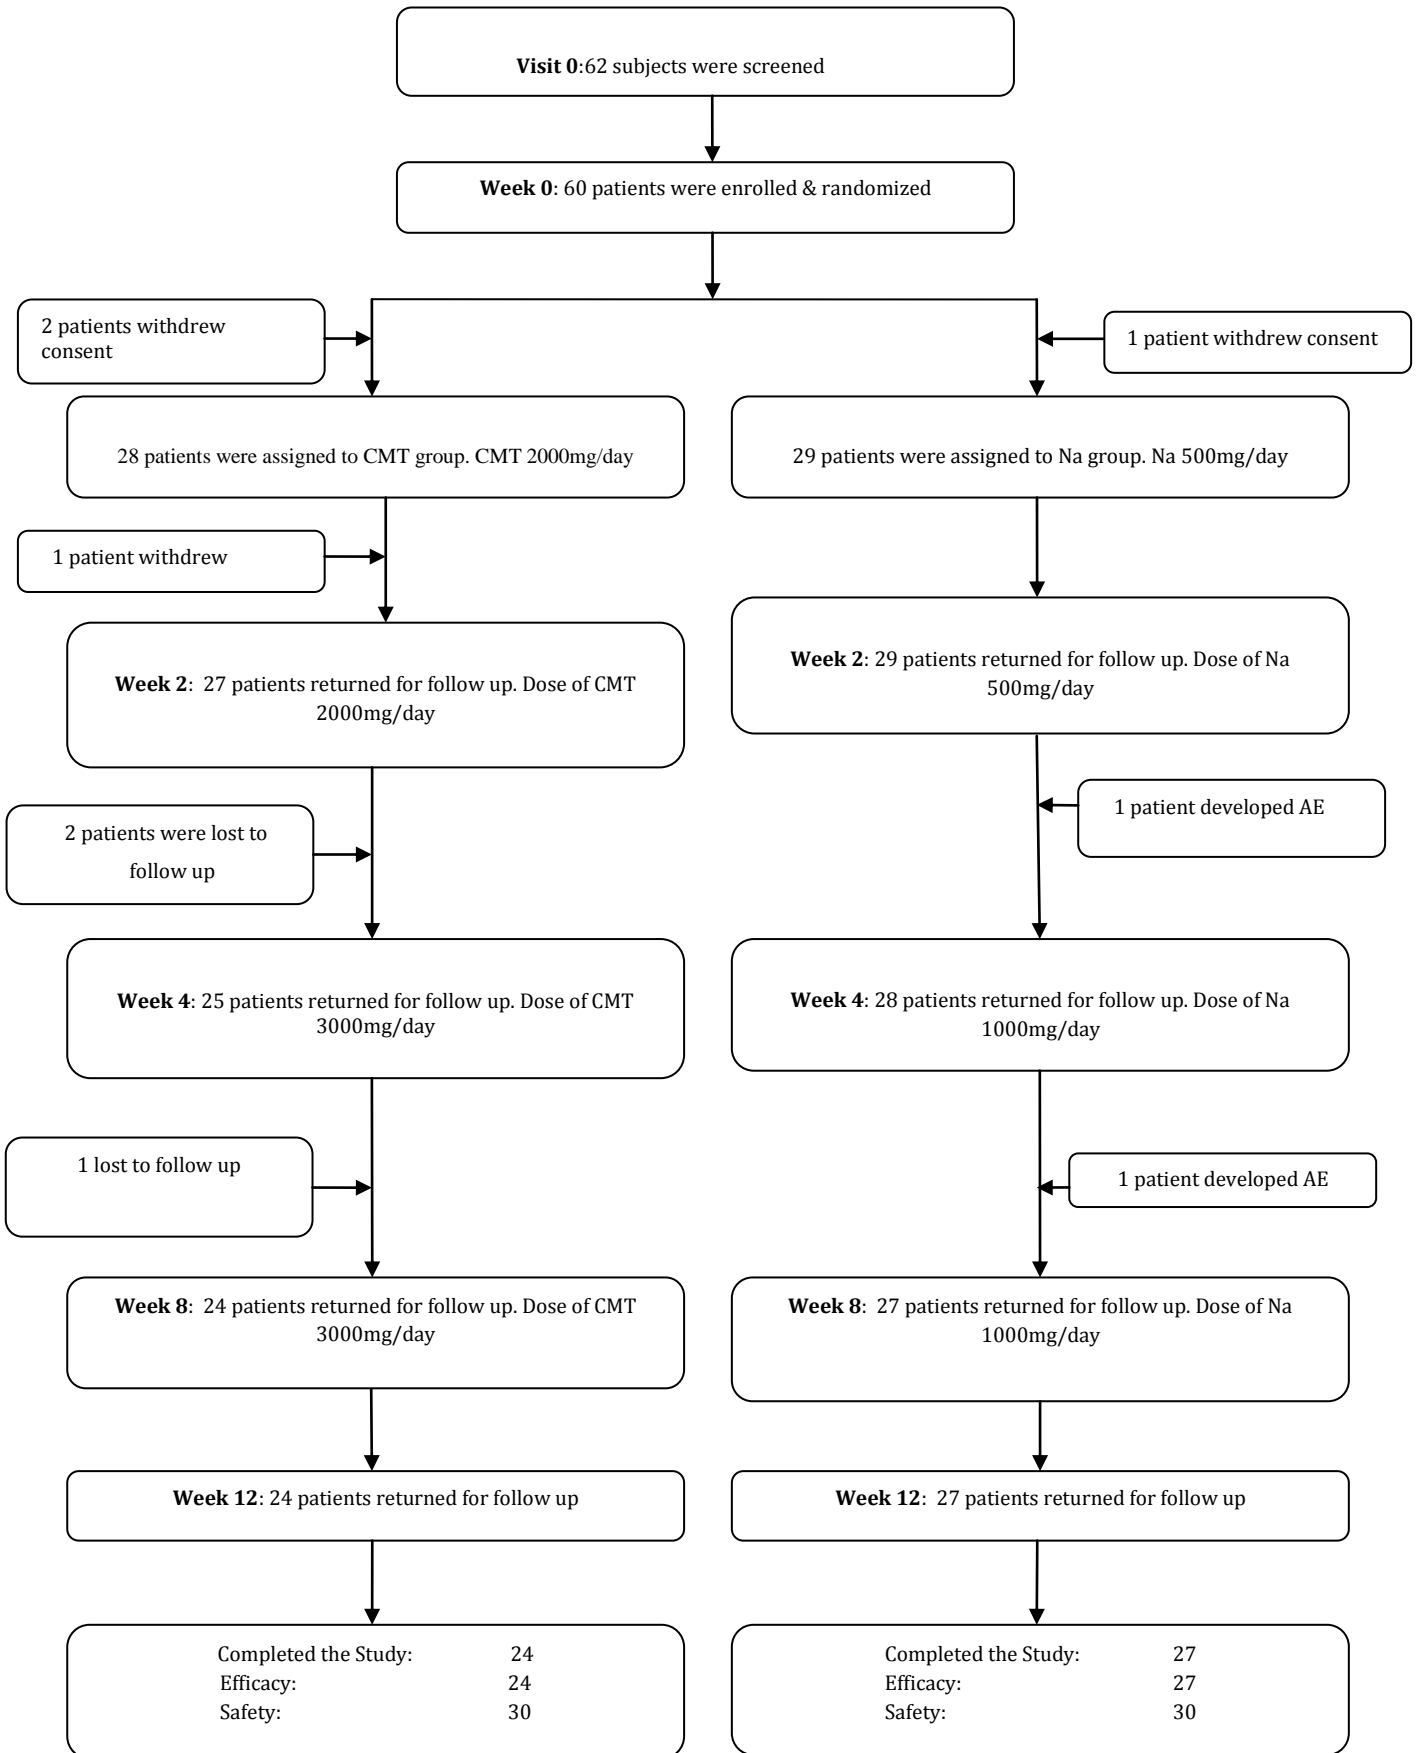 Visit 0:62 subjects were screened
Week 0: 60 patients were enrolled & randomized
2 patients withdrew
consent
1 patient withdrew consent
28 patients were assigned to CMT group. CMT 2000mg/day
29 patients were assigned to Na group. Na 500mg/day
1 patient withdrew
Week 2: 27 patients returned for follow up. Dose of CMT
2000mg/day
Week 2: 29 patients returned for follow up. Dose of Na
500mg/day
2 patients were lost to
follow up
1 patient developed AE
Week 4: 25 patients returned for follow up. Dose of CMT
3000mg/day
Week 4: 28 patients returned for follow up. Dose of Na
1000mg/day
1 lost to follow up
1 patient developed AE
Week 8: 24 patients returned for follow up. Dose of CMT
3000mg/day
Week 8: 27 patients returned for follow up. Dose of Na
1000mg/day
Week 12: 24 patients returned for follow up
Week 12: 27 patients returned for follow up
Completed the Study: 24
Efficacy: 24
Safety: 30
Completed the Study: 27
Efficacy: 27
Safety: 30